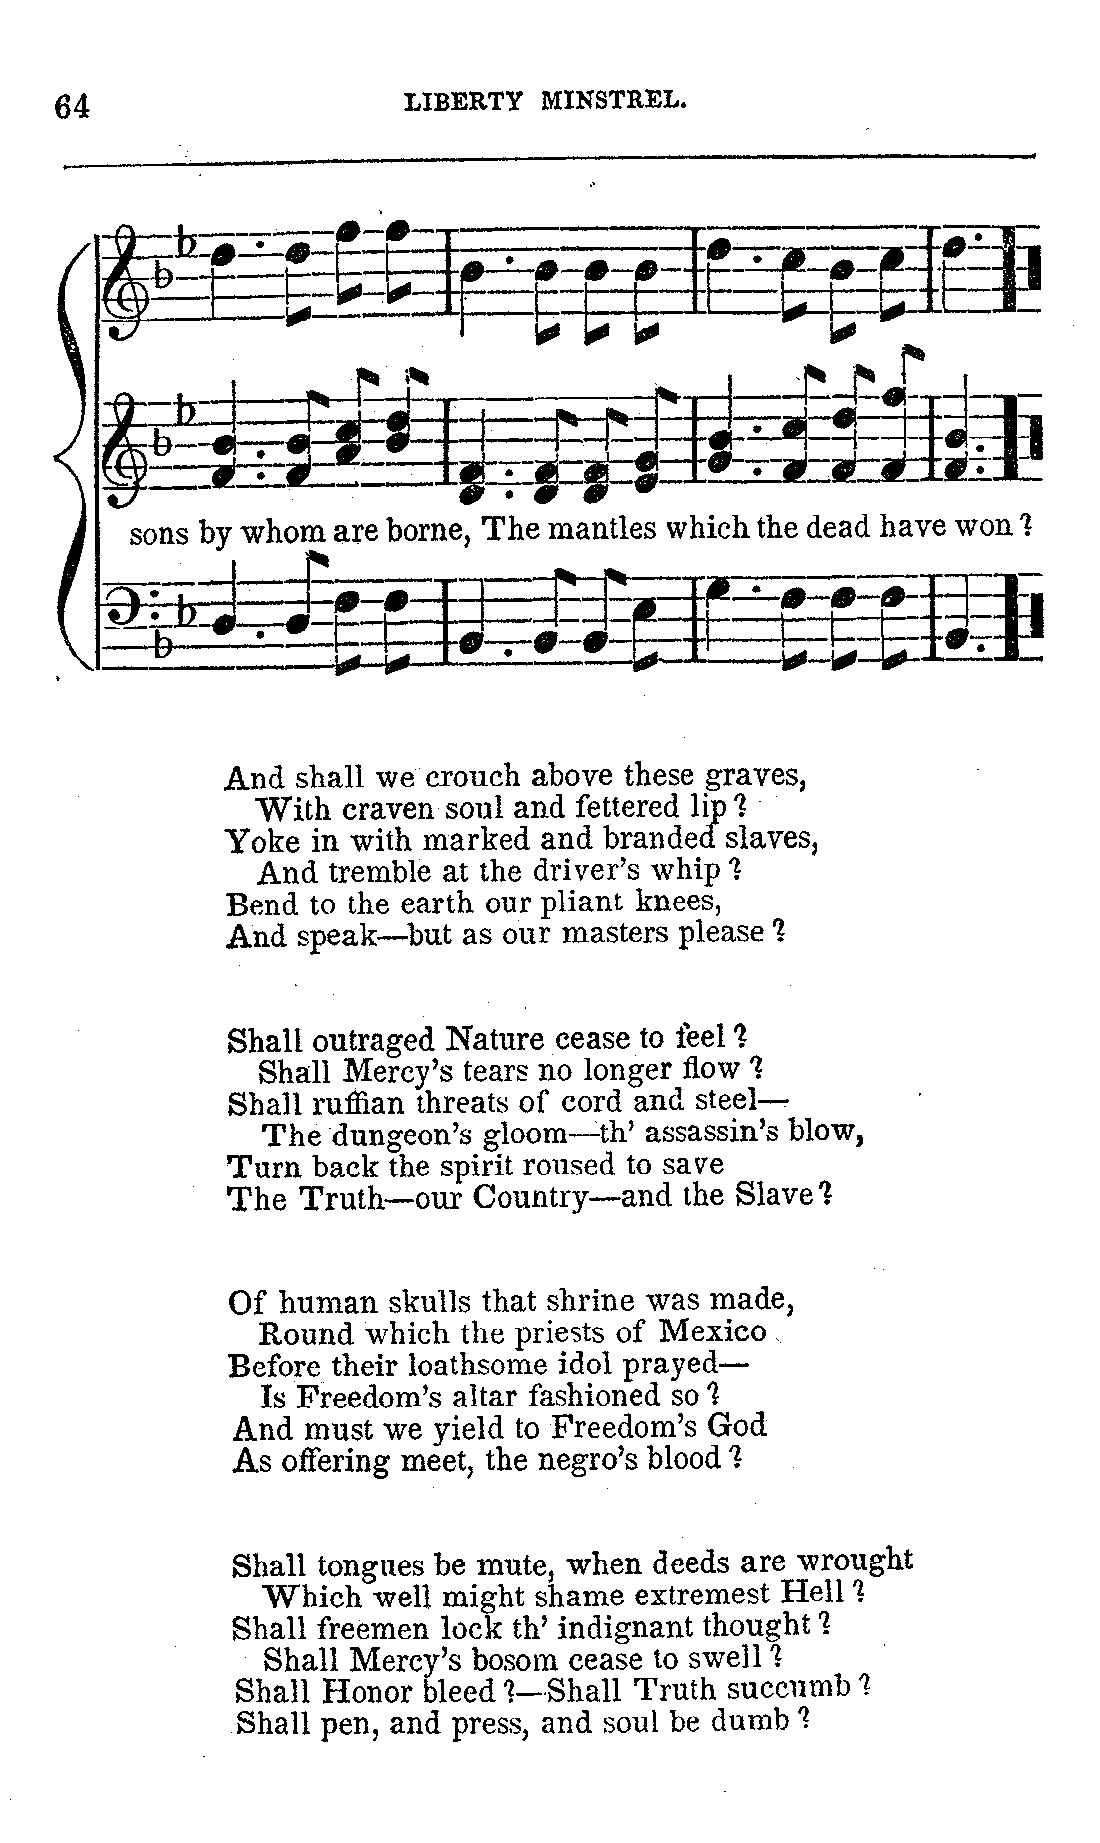 64 LIBERTY MINSTREL.
sons by whom are borne, The mantles which the dead have won?
And shall we crouch above these graves,
With craven soul and fettered lip?
Yoke in with marked and branded slaves,
And tremble at the driver's whip?
Bend to the earth our pliant knees,
And speak—but as our masters please?
Shall outraged Nature cease to feel?
Shall Mercy's tears no longer flow?
Shall ruffian threats of cord and steel—
The dungeon's gloom—th' assassin's blow,
Turn back the spirit roused to save
The Truth—our Country—and the Slave?
Of human skulls that shrine was made,
Round which the priests of Mexico
Before their loathsome idol prayed—
Is Freedom's altar fashioned so?
And must we yield to Freedom's God
As offering meet, the negro's blood?
Shall tongues be mute, when deeds are wrought
Which well might shame extremest Hell?
Shall freemen lock th' indignant thought?
Shall Mercy's bosom cease to swell?
Shall Honor bleed?—Shall Truth succumb?
Shall pen, and press, and soul be dumb?